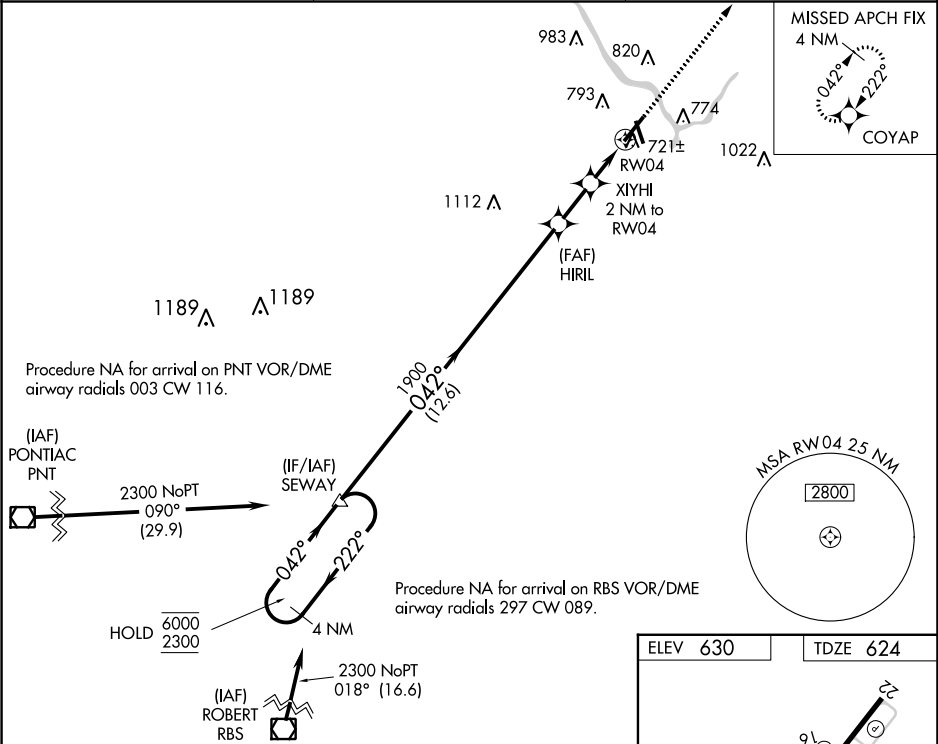 MISSED APCH FIX
4 NM
042°
222°
COYAP
983
820
793
774
721±
RW04
1022
XIYHI
2 NM to
RW04
1112
(FAF)
HIRIL
1189
1189
Procedure NA for arrival on PNT VOR/DME
airway radials 003 CW 116.
1900
042°
(12.6)
(IAF)
PONTIAC
PNT
2300 NoPT
090°
(29.9)
(IF/IAF)
SEWAY
MSA RW04 25 NM
2800
042°
222°
Procedure NA for arrival on RBS VOR/DME
airway radials 297 CW 089.
HOLD
6000
2300
4 NM
2300 NoPT
018° (16.6)
(IAF)
ROBERT
RBS
ELEV 630
TDZE 624
22
P